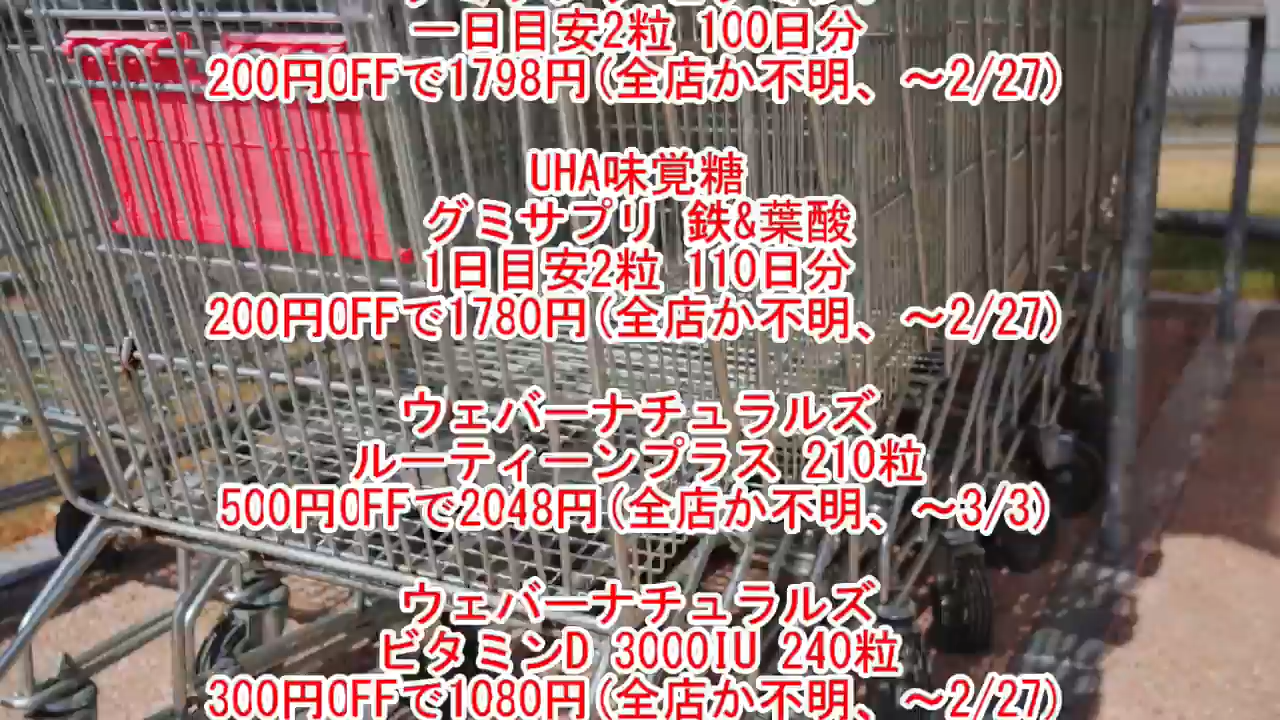 一日目安2粒 100日分
200円OFFで1798円(全店か不明、～2/27)
UHA味覚糖
グミサプリ 鉄&葉酸
1日目安2粒 110日分
200円OFFで1780円(全店か不明、～2/27)
ウェバーナチュラルズ
ルーティーンプラス 210粒
500円OFFで2048円(全店か不明、～3/3)
ウェバーナチュラルズ
ビタミンD 3000IU 240粒
300円OFFで1080円(全店か不明、～2/27)